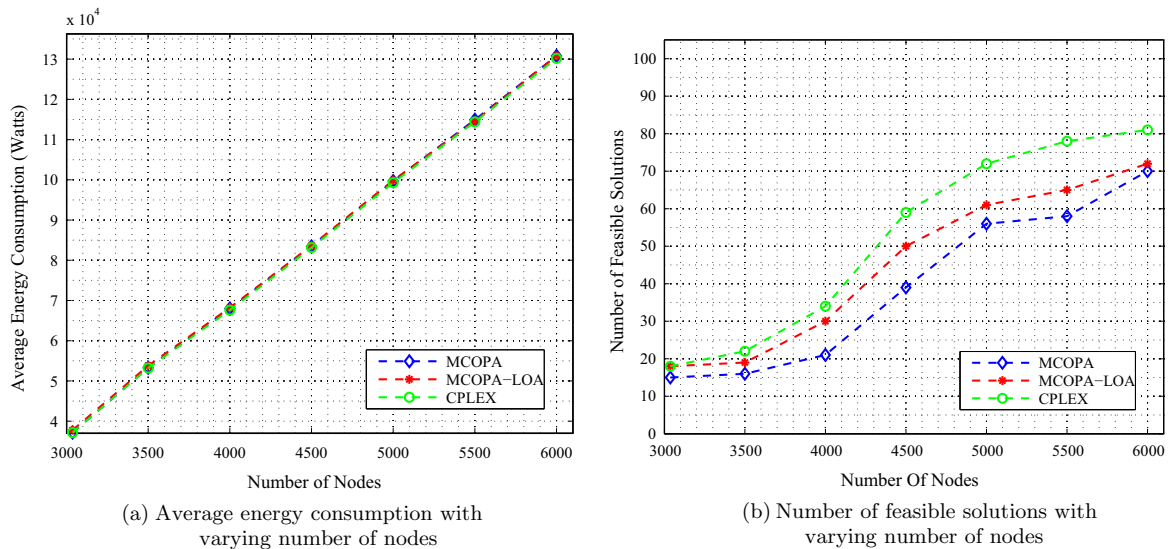 x 10⁴
13
12
11
10
9
8
7
6
5
4
3000 3500 4000 4500 5000 5500 6000
Average Energy Consumption (Watts)
Number of Nodes
MCOPA
MCOPA−LOA
CPLEX
(a) Average energy consumption with
varying number of nodes
100
90
80
70
60
50
40
30
20
10
0
3000 3500 4000 4500 5000 5500 6000
Number of Feasible Solutions
Number Of Nodes
MCOPA
MCOPA−LOA
CPLEX
(b) Number of feasible solutions with
varying number of nodes